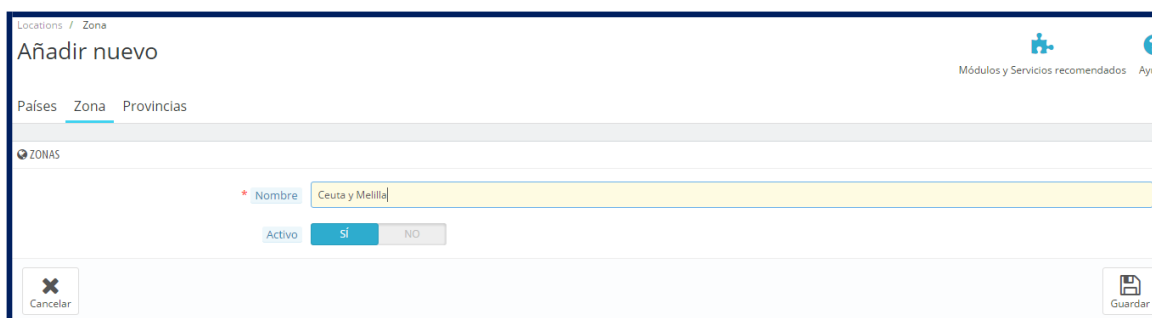 Locations / Zona
Añadir nuevo
Módulos y Servicios recomendados
Países Zona Provincias
ZONAS
* Nombre Ceuta y Melilla
Activo SÍ NO
Cancelar
Guardar